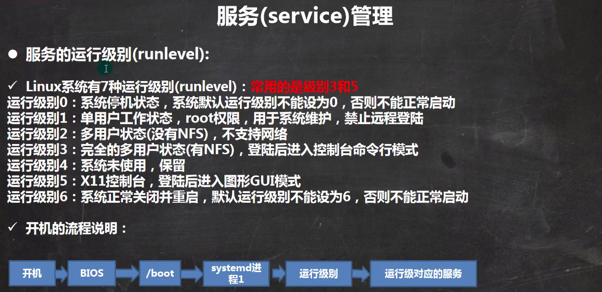 服务(service)管理
服务的运行级别(runlevel):
Linux系统有7种运行级别(runlevel)：常用的是级别3和5
运行级别0：系统停机状态，系统默认运行级别不能设为0，否则不能正常启动
运行级别1：单用户工作状态，root权限，用于系统维护，禁止远程登陆
运行级别2：多用户状态(没有NFS)，不支持网络
运行级别3：完全的多用户状态(有NFS)，登陆后进入控制台命令行模式
运行级别4：系统未使用，保留
运行级别5：X11控制台，登陆后进入图形GUI模式
运行级别6：系统正常关闭并重启，默认运行级别不能设为6，否则不能正常启动
开机的流程说明：
开机
BIOS
/boot
systemd进
程1
运行级别
运行级对应的服务